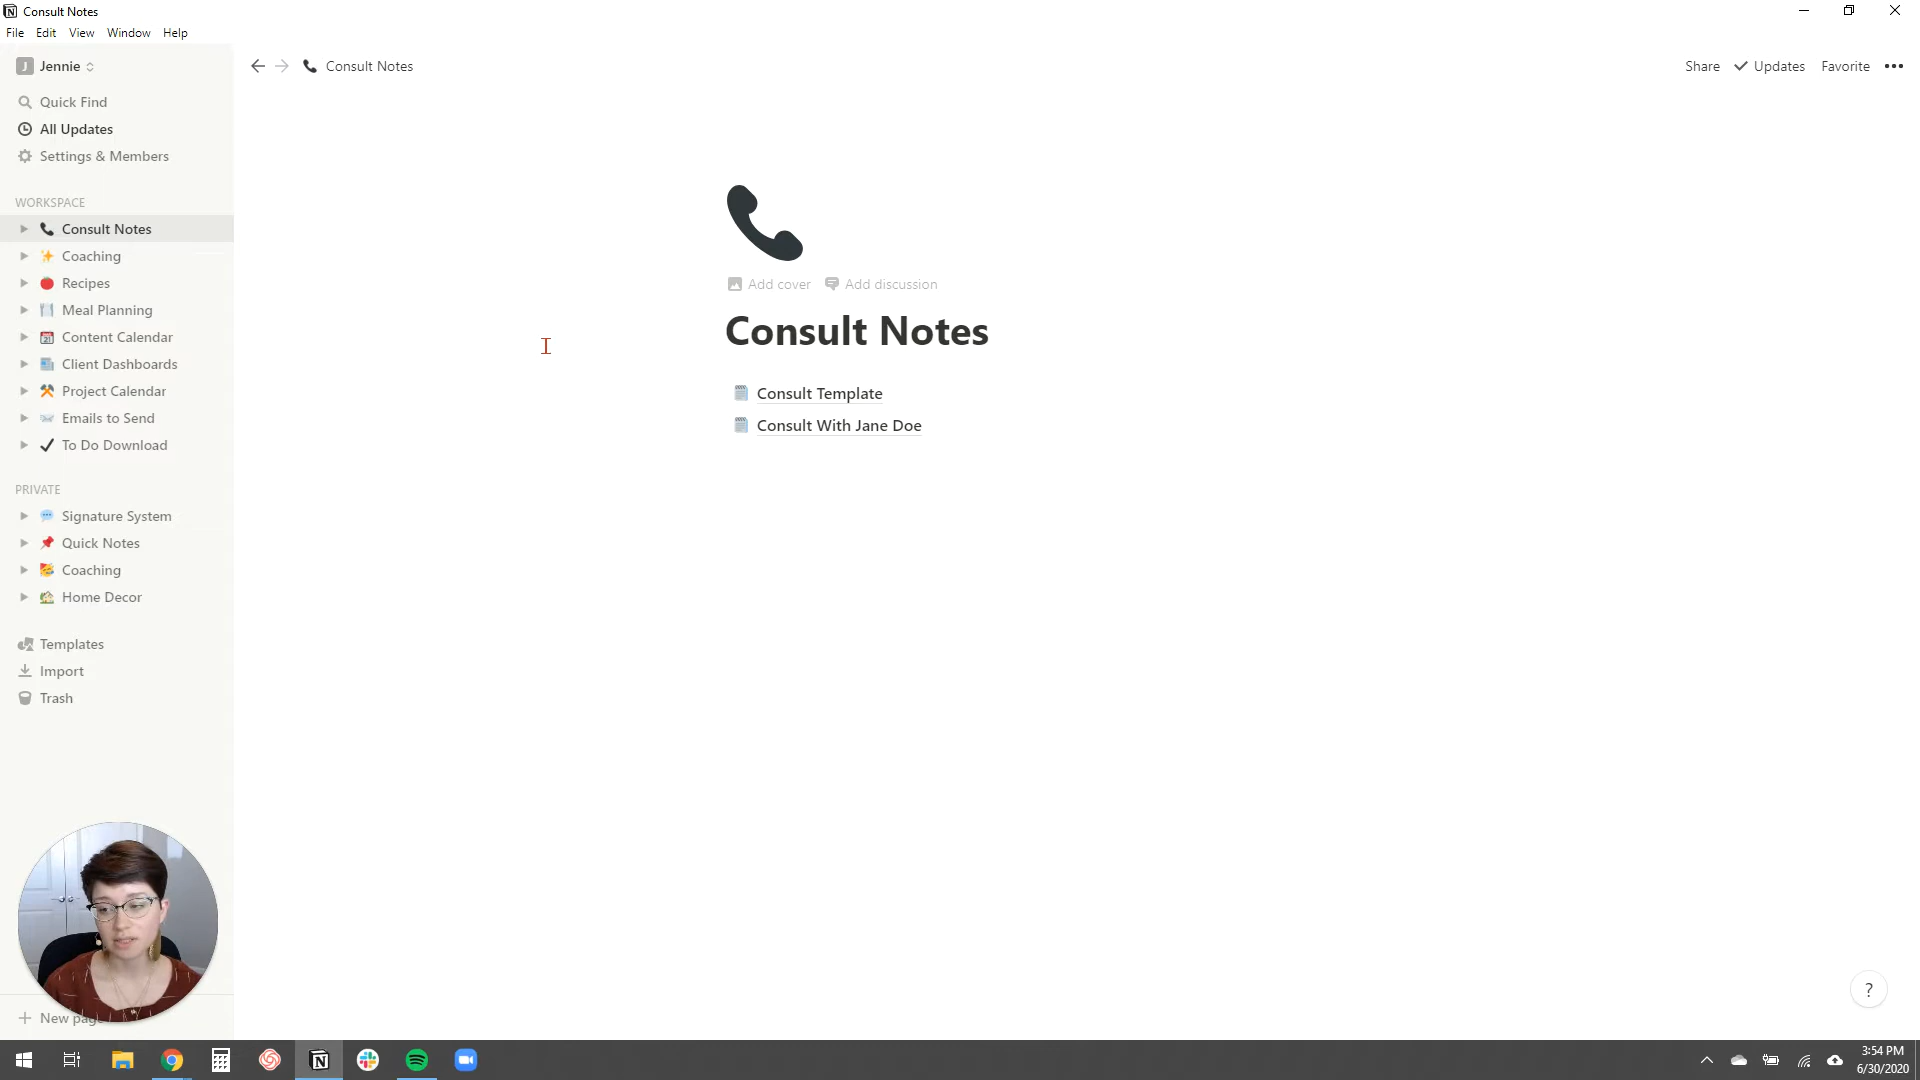 Consult Notes
File Edit View Window Help
J Jennie
Consult Notes
Share Updates Favorite
Quick Find
All Updates
Settings & Members
WORKSPACE
Consult Notes
Coaching
Recipes
Meal Planning
Content Calendar
Client Dashboards
Project Calendar
Emails to Send
To Do Download
PRIVATE
Signature System
Quick Notes
Coaching
Home Decor
Templates
Import
Trash
New page
Add cover Add discussion
Consult Notes
Consult Template
Consult With Jane Doe
?
3:54 PM
6/30/2020